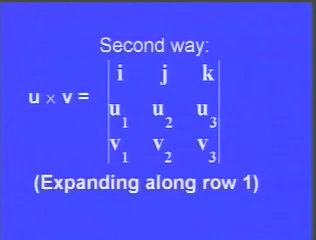 Second way:
i j k
u × v = u₁ u₂ u₃
v₁ v₂ v₃
(Expanding along row 1)